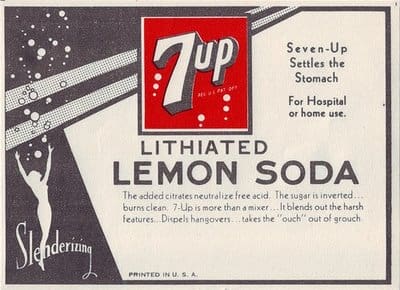 7UP
REG. U.S. PAT. OFF.
Seven-Up
Settles the
Stomach
For Hospital
or home use.
LITHIATED
LEMON SODA
The added citrates neutralize free acid. The sugar is inverted...
burns clean. 7-Up is more than a mixer...It blends out the harsh
features...Dispels hangovers...takes the "ouch" out of grouch.
Slenderizing
PRINTED IN U. S. A.